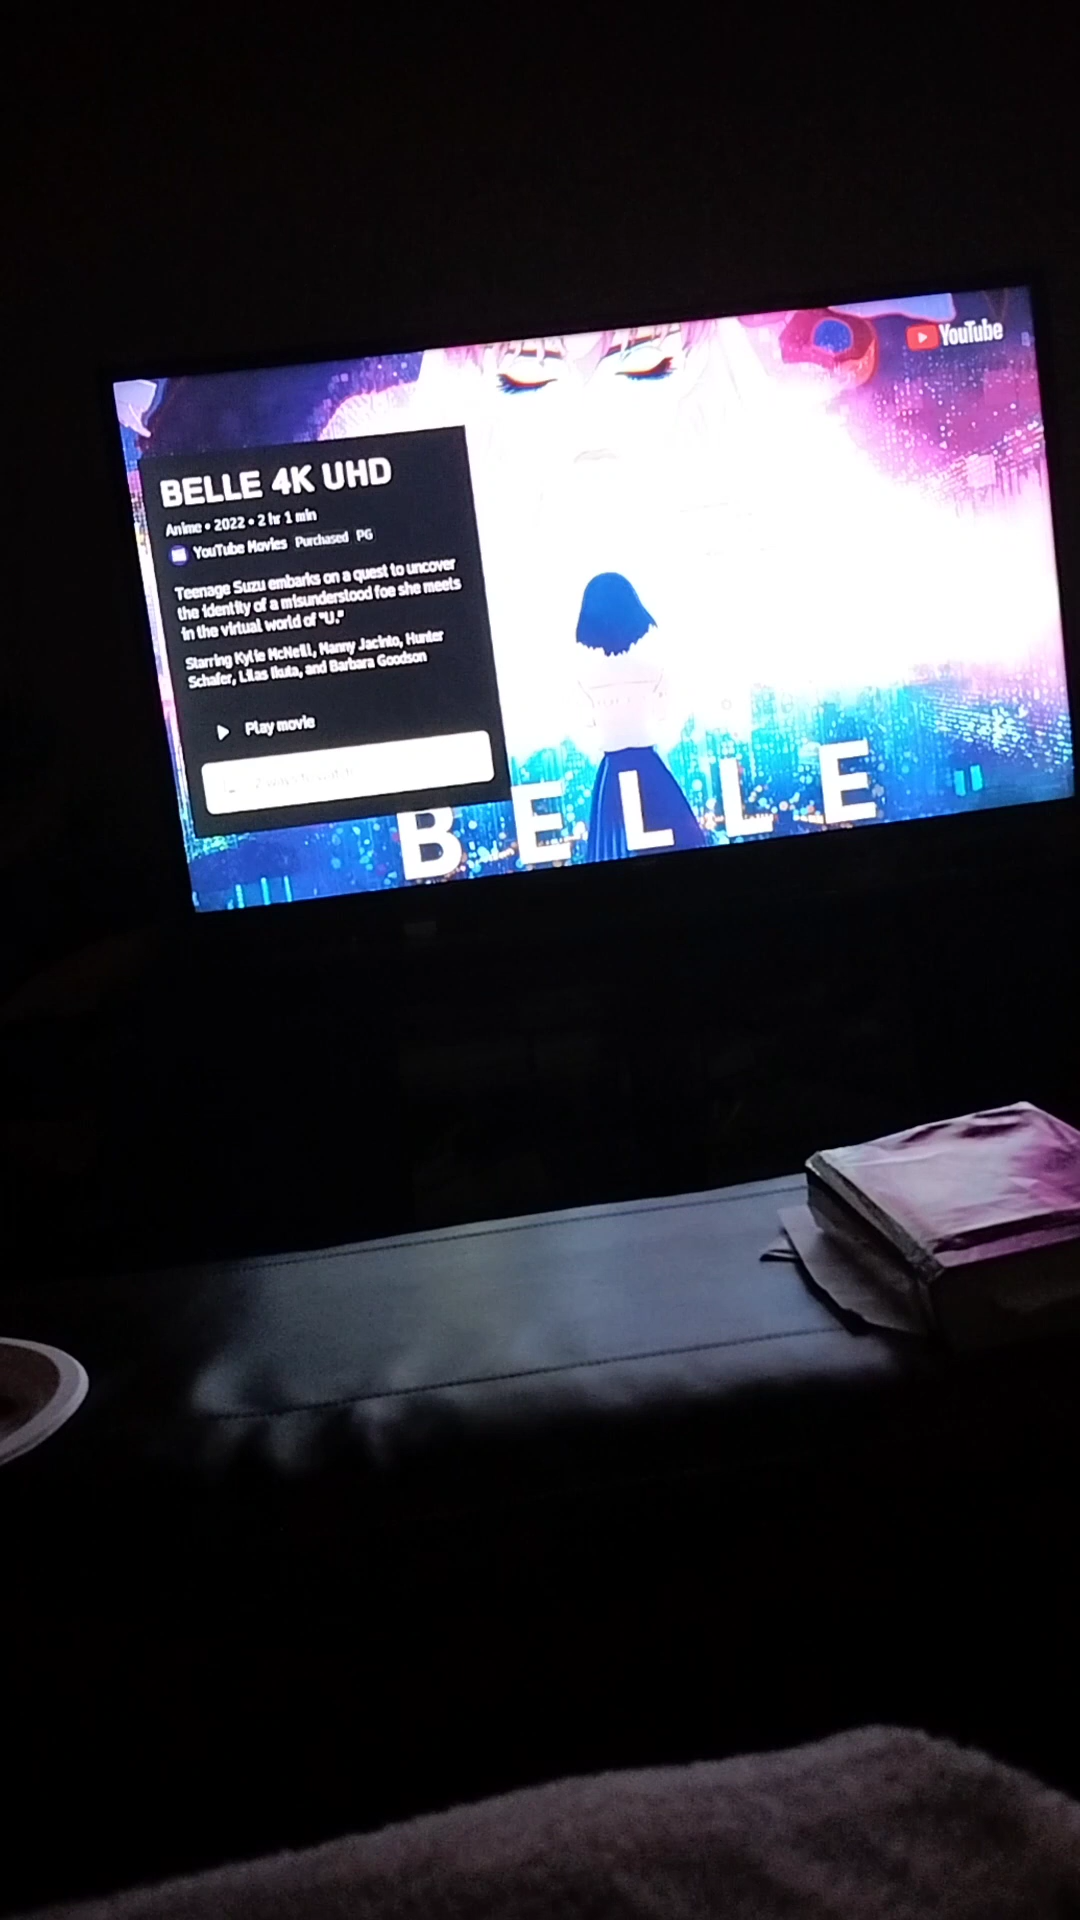 YouTube
BELLE 4K UHD
Anime • 2022 • 2 hr 1 min
YouTube Movies Purchased PG
Teenage Suzu embarks on a quest to uncover
the identity of a misunderstood foe she meets
in the virtual world of "U."
Starring Kylie McNeill, Manny Jacinto, Hunter
Schafer, Lilas Ikuta, and Barbara Goodson
Play movie
BELLE